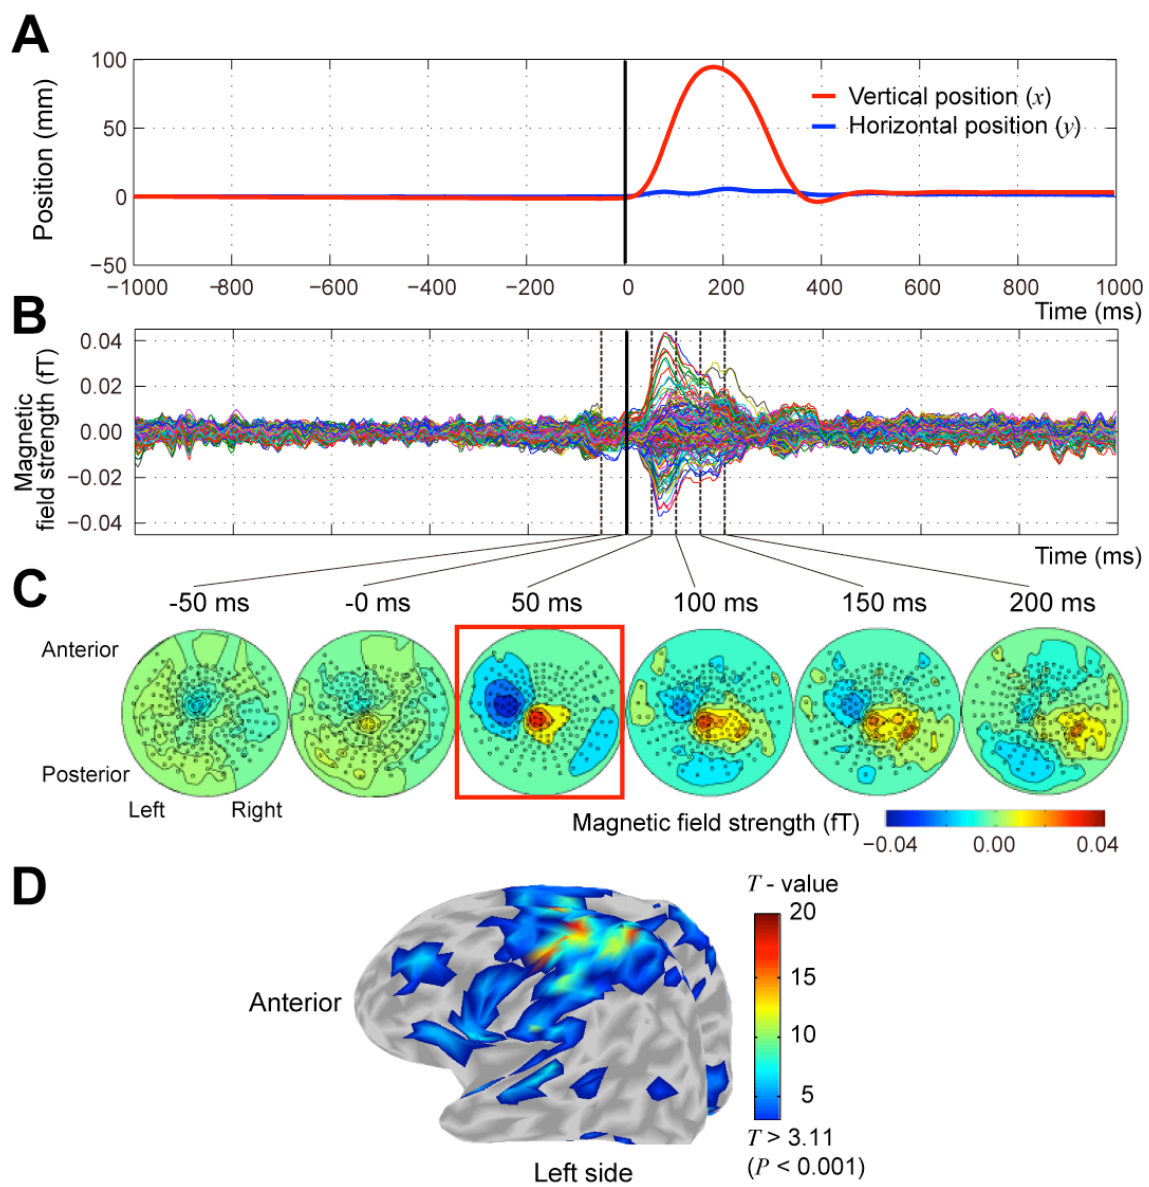 A
Position (mm)
100
50
0
−50
Vertical position (x)
Horizontal position (y)
−1000 −800 −600 −400 −200 0 200 400 600 800 1000
Time (ms)
B
Magnetic
field strength (fT)
0.04
0.02
0.00
−0.02
−0.04
Time (ms)
C
-50 ms -0 ms 50 ms 100 ms 150 ms 200 ms
Anterior
Posterior
Left Right
Magnetic field strength (fT)
−0.04 0.00 0.04
D
T - value
20
15
10
5
T > 3.11
(P < 0.001)
Anterior
Left side